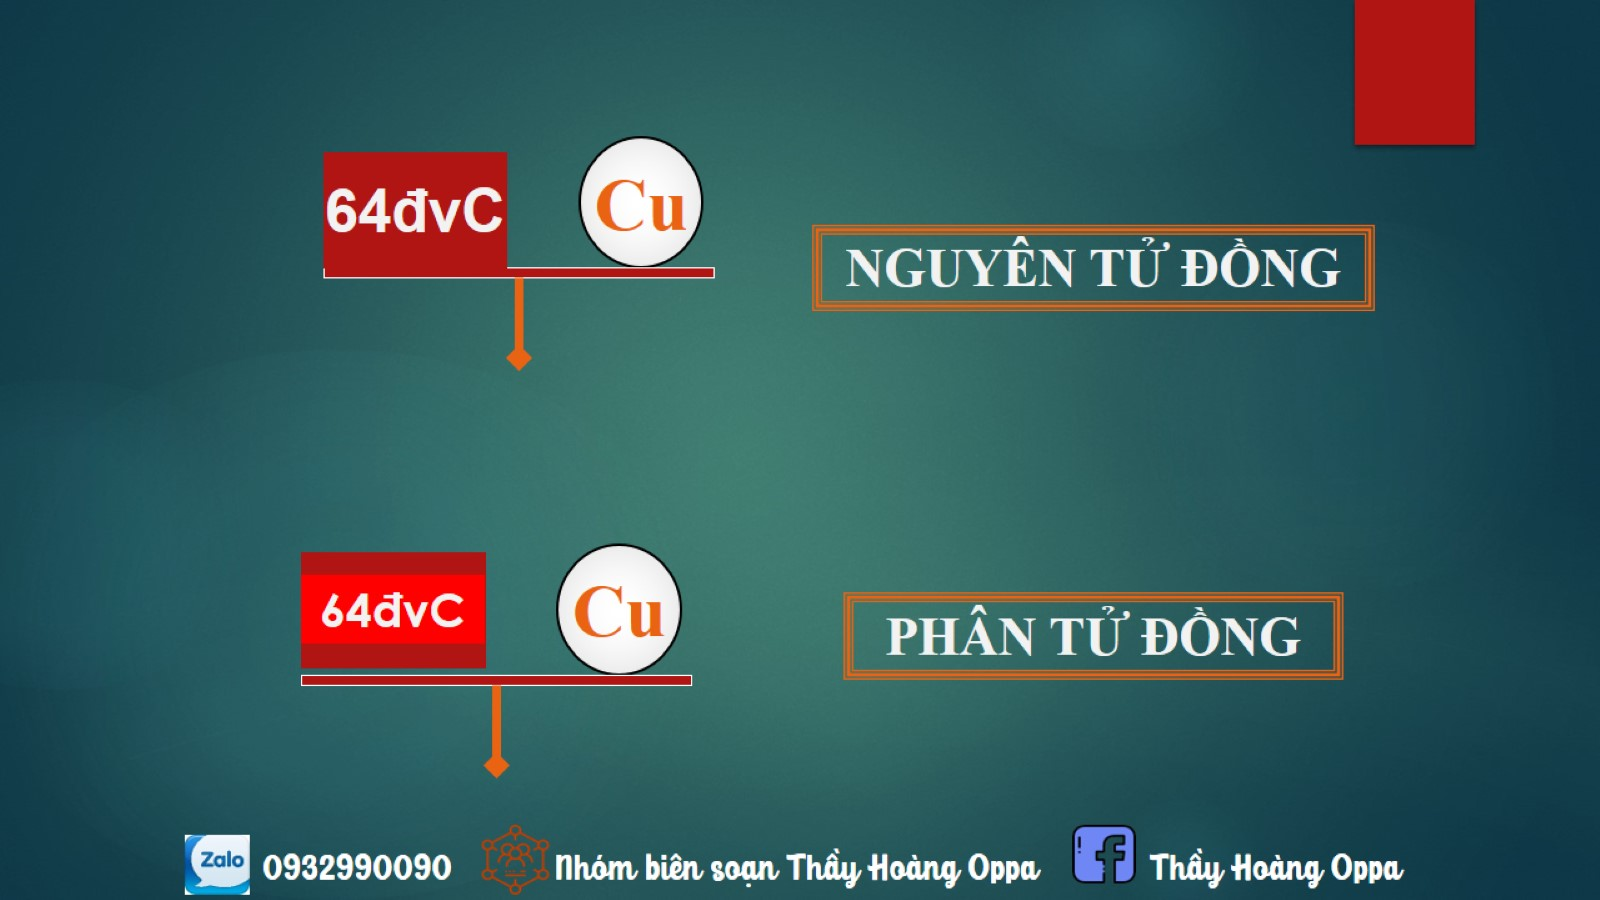 64đvC
Cu
NGUYÊN TỬ ĐỒNG
64đvC
Cu
PHÂN TỬ ĐỒNG
Zalo 0932990090 Nhóm biên soạn Thầy Hoàng Oppa f Thầy Hoàng Oppa